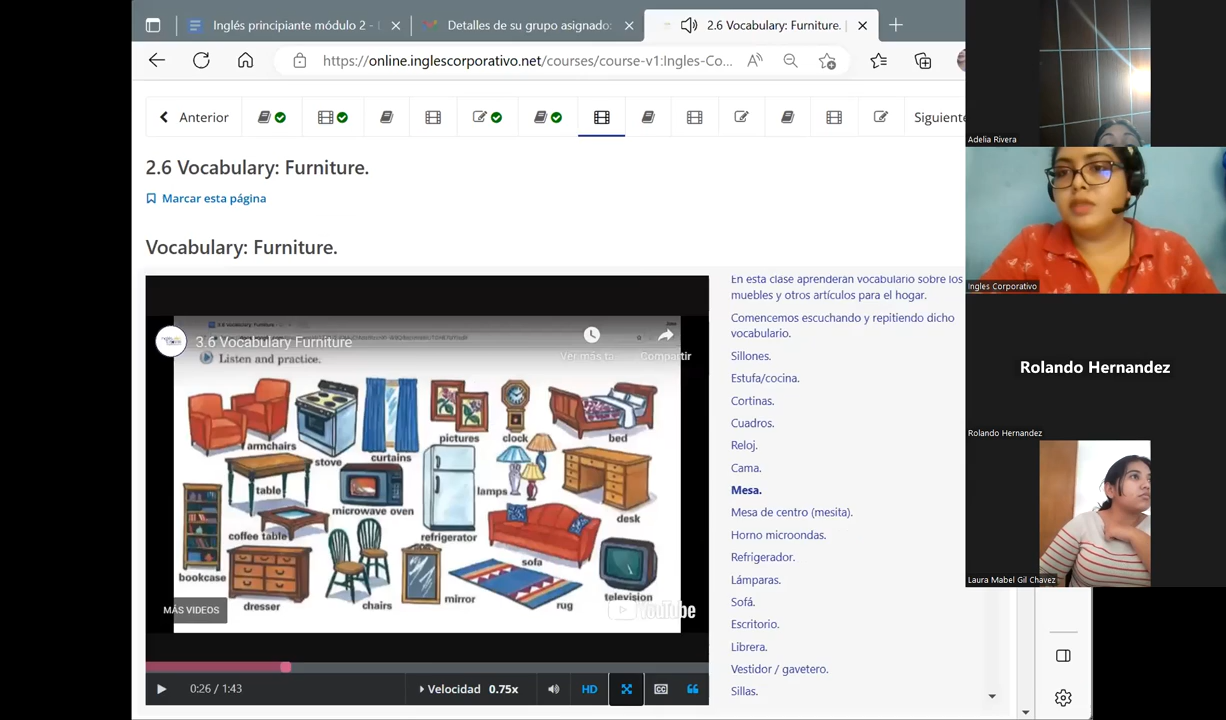 Inglés principiante módulo 2 -
Detalles de su grupo asignado:
2.6 Vocabulary: Furniture.
https://online.inglescorporativo.net/courses/course-v1:Ingles-Co...
Anterior
Siguiente
2.6 Vocabulary: Furniture.
Marcar esta página
Vocabulary: Furniture.
3.6 Vocabulary Furniture
Ver más ta...
Compartir
Listen and practice.
armchairs
stove
curtains
pictures
clock
bed
table
microwave oven
refrigerator
lamps
desk
coffee table
bookcase
dresser
chairs
mirror
sofa
rug
television
MÁS VIDEOS
YouTube
0:26 / 1:43
Velocidad 0.75x
HD
CC
En esta clase aprenderán vocabulario sobre los
muebles y otros artículos para el hogar.
Comencemos escuchando y repitiendo dicho
vocabulario.
Sillones.
Estufa/cocina.
Cortinas.
Cuadros.
Reloj.
Cama.
Mesa.
Mesa de centro (mesita).
Horno microondas.
Refrigerador.
Lámparas.
Sofá.
Escritorio.
Librera.
Vestidor / gavetero.
Sillas.
Adelia Rivera
Ingles Corporativo
Rolando Hernandez
Rolando Hernandez
Laura Mabel Gil Chavez